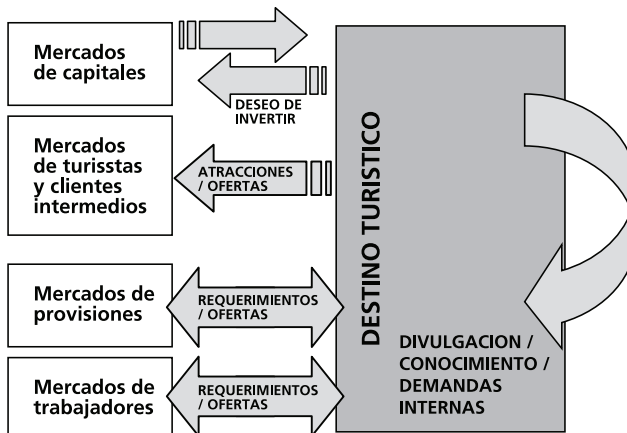 Mercados
de capitales
DESEO DE
INVERTIR
Mercados
de turisstas
y clientes
intermedios
ATRACCIONES
/ OFERTAS
Mercados de
provisiones
REQUERIMIENTOS
/ OFERTAS
Mercados de
trabajadores
REQUERIMIENTOS
/ OFERTAS
DESTINO TURISTICO
DIVULGACION /
CONOCIMIENTO /
DEMANDAS
INTERNAS